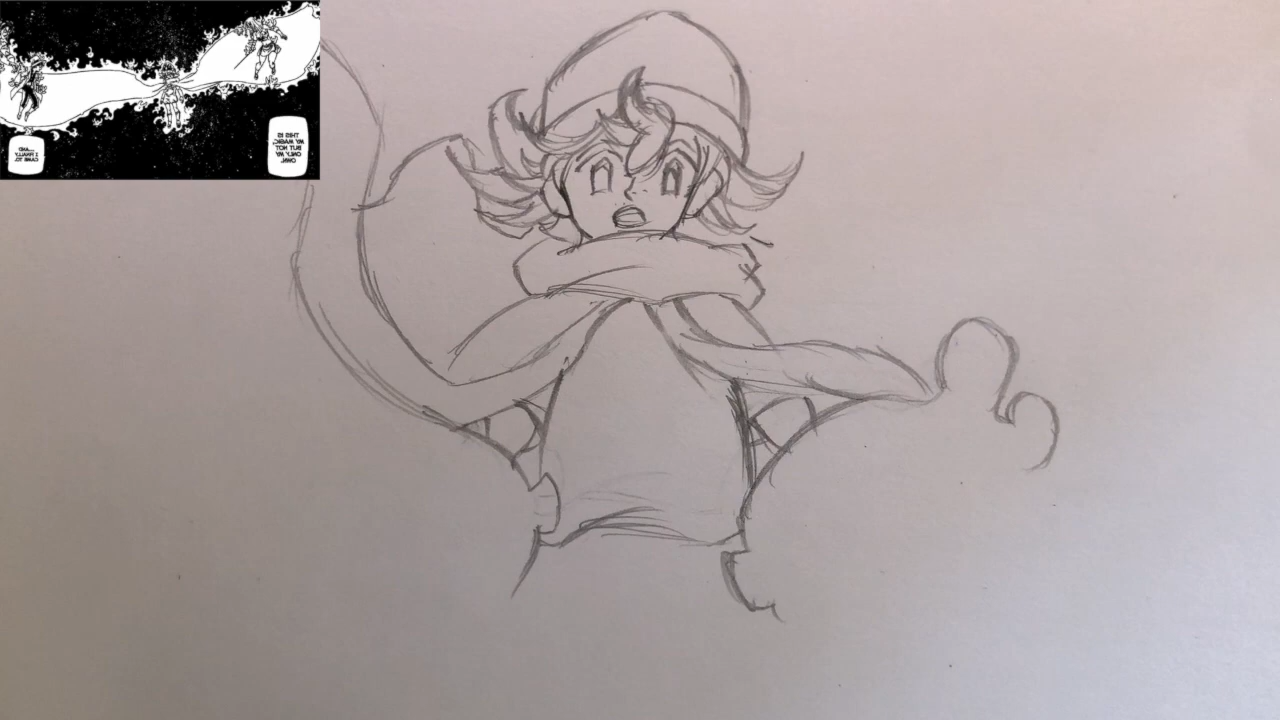 THIS IS
MY MAGIC,
BUT NOT
ONLY MY
OWN.
...AND
I FINALLY
CAME TO.